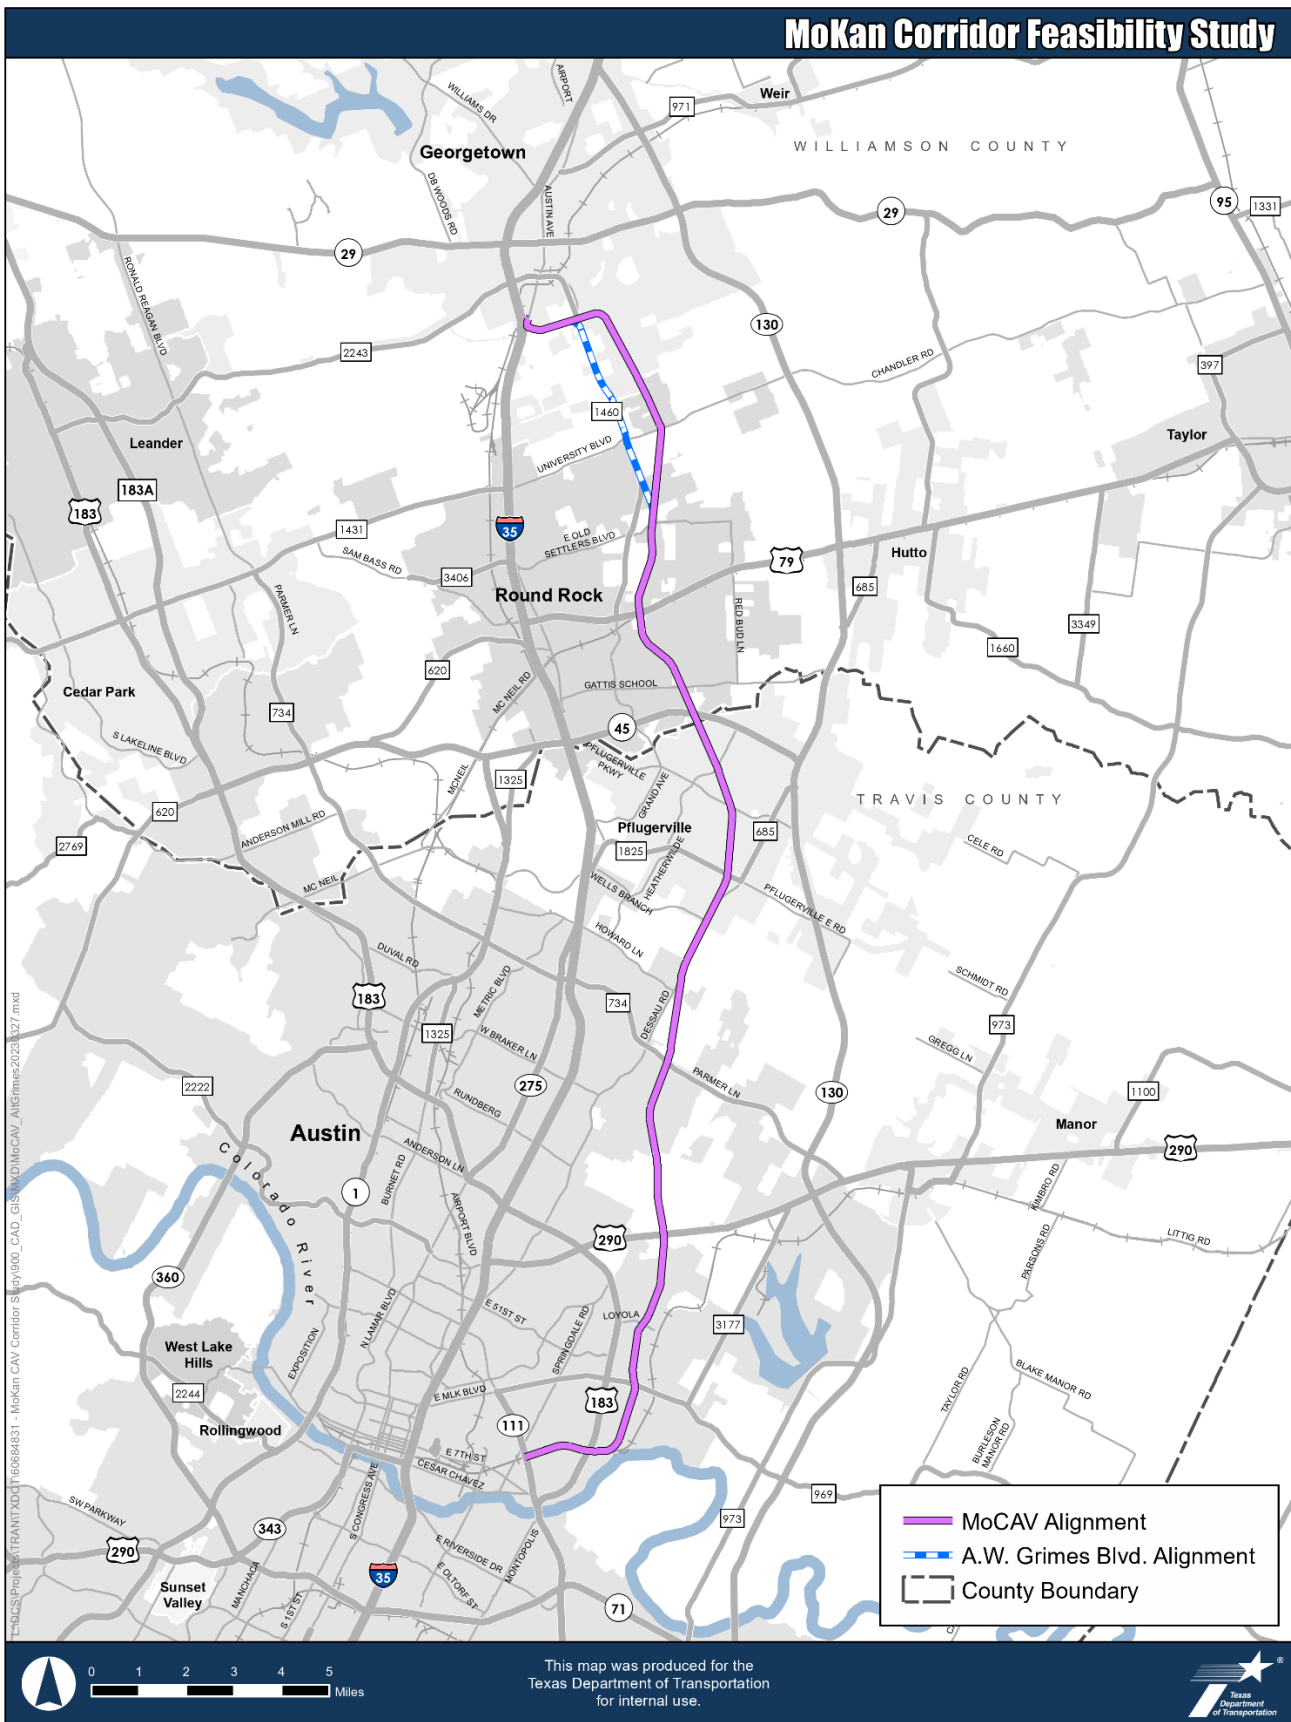 MoKan Corridor Feasibility Study
AIRPORT
WILLIAMS DR
971
Weir
Georgetown
WILLIAMSON COUNTY
DB WOODS RD
AUSTIN AVE
95
1331
29
29
RONALD REAGAN BLVD
130
2243
CHANDLER RD
397
1460
Leander
UNIVERSITY BLVD
Taylor
183A
183
35
1431
E OLD
SETTLERS BLVD
SAM BASS RD
79
Hutto
3406
685
Round Rock
PARMER LN
RED BUD LN
3349
1660
620
Cedar Park
MC NEIL RD
GATTIS SCHOOL
734
45
S LAKELINE BLVD
PFLUGERVILLE
PKWY
MCNEIL
1325
GRAND AVE
TRAVIS COUNTY
620
ANDERSON MILL RD
Pflugerville
685
CELE RD
2769
1825
HEATHERWILDE
MC NEIL
WELLS BRANCH
PFLUGERVILLE E RD
HOWARD LN
DUVAL RD
METRIC BLVD
SCHMIDT RD
183
734
DESSAU RD
973
1325
W BRAKER LN
GREGG LN
PARMER LN
2222
275
130
1100
RUNDBERG
Manor
Austin
ANDERSON LN
290
Colorado River
BURNET RD
1
KIMBRO RD
AIRPORT BLVD
290
PARSONS RD
LITTIG RD
360
N LAMAR BLVD
E 51ST ST
LOYOLA
3177
SPRINGDALE RD
EXPOSITION
West Lake
Hills
BLAKE MANOR RD
2244
E MLK BLVD
183
TAYLOR RD
Rollingwood
111
BURLESON
MANOR RD
E 7TH ST
CESAR CHAVEZ
969
SW PARKWAY
S CONGRESS AVE
973
343
290
MONTOPOLIS
E RIVERSIDE DR
35
E OLTORF ST
Sunset
Valley
MANCHACA
S 1ST ST
71
MoCAV Alignment
A.W. Grimes Blvd. Alignment
County Boundary
0 1 2 3 4 5
Miles
This map was produced for the
Texas Department of Transportation
for internal use.
Texas
Department
of Transportation
®